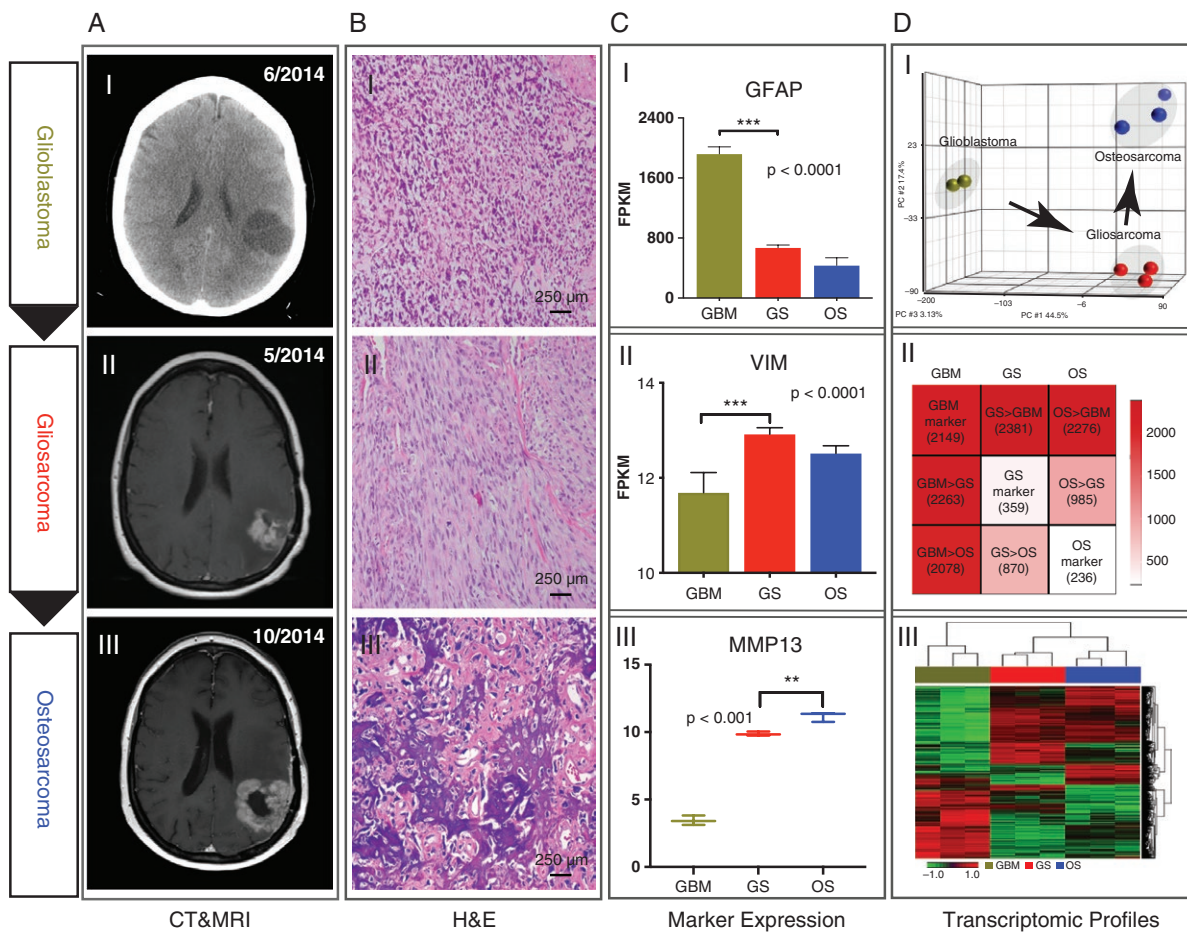 A
B
C
D
Glioblastoma
Gliosarcoma
Osteosarcoma
I
6/2014
II
5/2014
III
10/2014
CT&MRI
I
250 µm
II
250 µm
III
250 µm
H&E
I
GFAP
2400
1600
800
0
FPKM
***
p < 0.0001
GBM GS OS
II
VIM
14
12
10
FPKM
***
p < 0.0001
GBM GS OS
III
MMP13
15
10
5
0
**
p < 0.001
GBM GS OS
Marker Expression
I
Glioblastoma
Osteosarcoma
Gliosarcoma
PC #2 17.4%
23
−33
−90
−200 −103 −6 90
PC #3 3.13% PC #1 44.5%
II
GBM GS OS
GBM
marker
(2149)
GS>GBM
(2381)
OS>GBM
(2276)
GBM>GS
(2263)
GS
marker
(359)
OS>GS
(985)
GBM>OS
(2078)
GS>OS
(870)
OS
marker
(236)
2000
1500
1000
500
III
−1.0 1.0
GBM GS OS
Transcriptomic Profiles